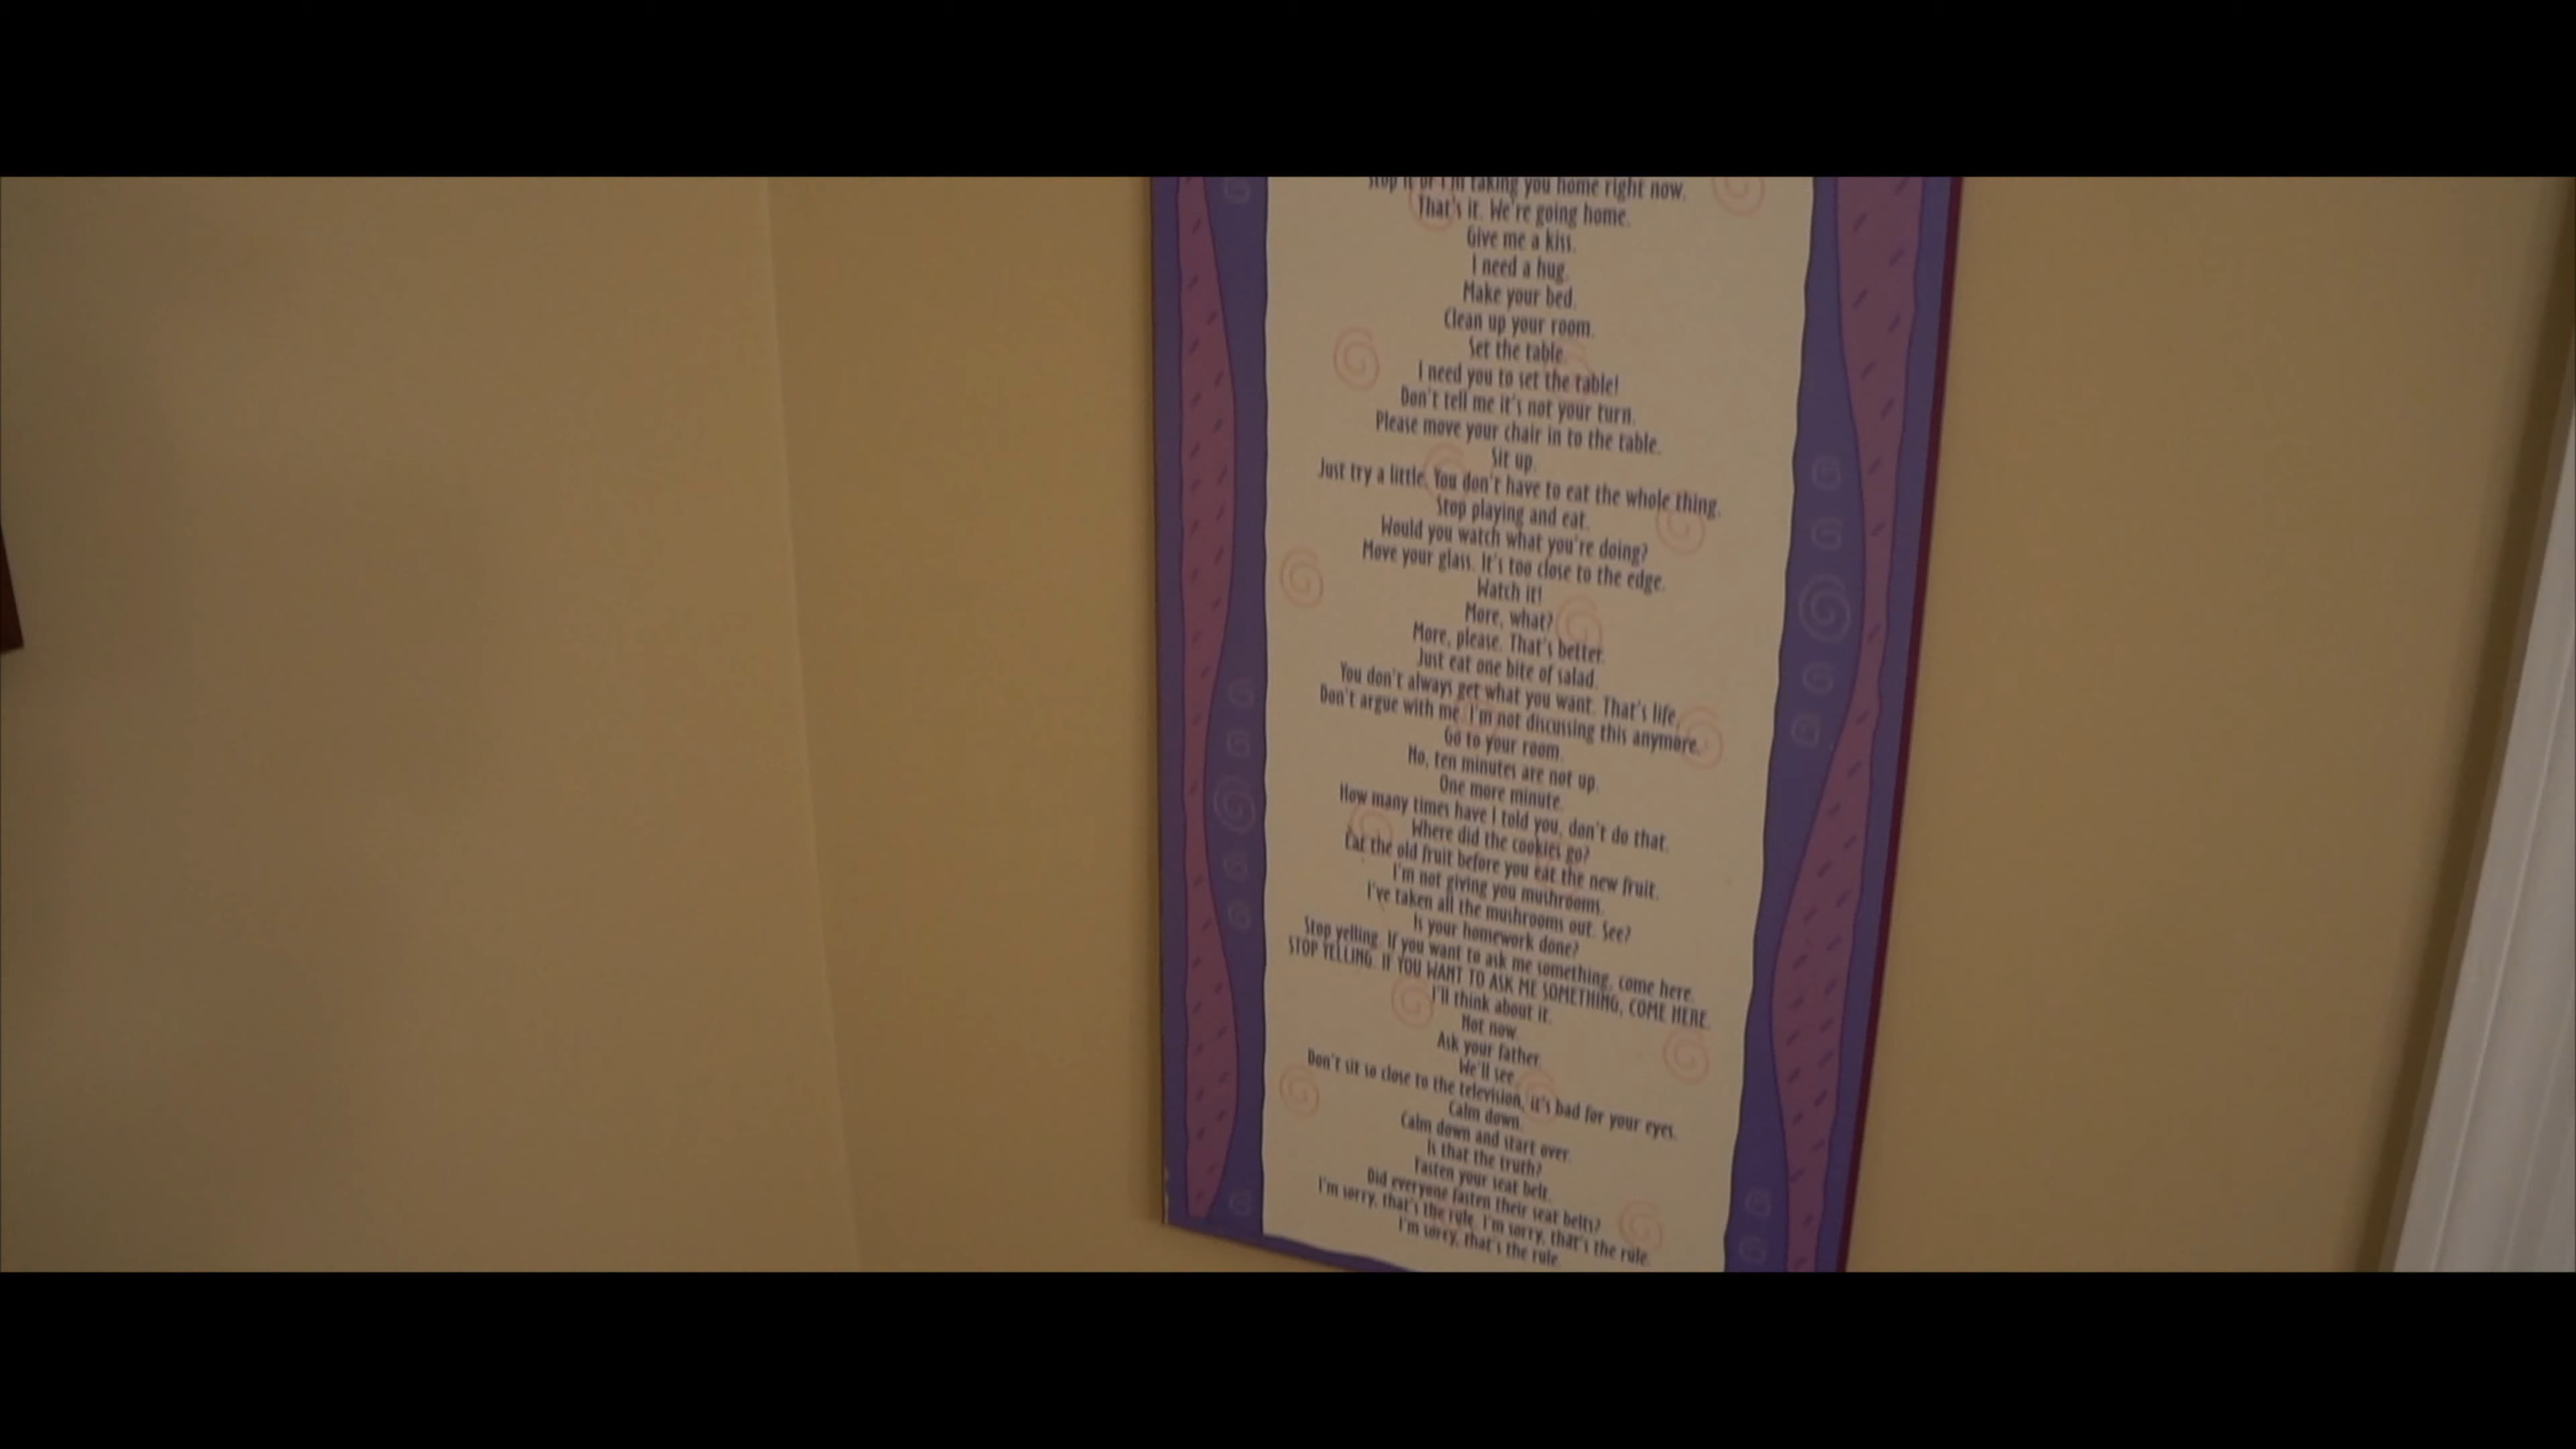 Stop it or I'm taking you home right now.
That's it. We're going home.
Give me a kiss.
I need a hug.
Make your bed.
Clean up your room.
Set the table.
I need you to set the table!
Don't tell me it's not your turn.
Please move your chair in to the table.
Sit up.
Just try a little. You don't have to eat the whole thing.
Stop playing and eat.
Would you watch what you're doing?
Move your glass. It's too close to the edge.
Watch it!
More, what?
More, please. That's better.
Just eat one bite of salad.
You don't always get what you want. That's life.
Don't argue with me. I'm not discussing this anymore.
Go to your room.
No, ten minutes are not up.
One more minute.
How many times have I told you, don't do that.
Where did the cookies go?
Eat the old fruit before you eat the new fruit.
I'm not giving you mushrooms.
I've taken all the mushrooms out. See?
Is your homework done?
Stop yelling. If you want to ask me something, come here.
STOP YELLING. IF YOU WANT TO ASK ME SOMETHING, COME HERE.
I'll think about it.
Not now.
Ask your father.
We'll see.
Don't sit so close to the television, it's bad for your eyes.
Calm down.
Calm down and start over.
Is that the truth?
Fasten your seat belt.
Did everyone fasten their seat belts?
I'm sorry, that's the rule. I'm sorry, that's the rule.
I'm sorry, that's the rule.